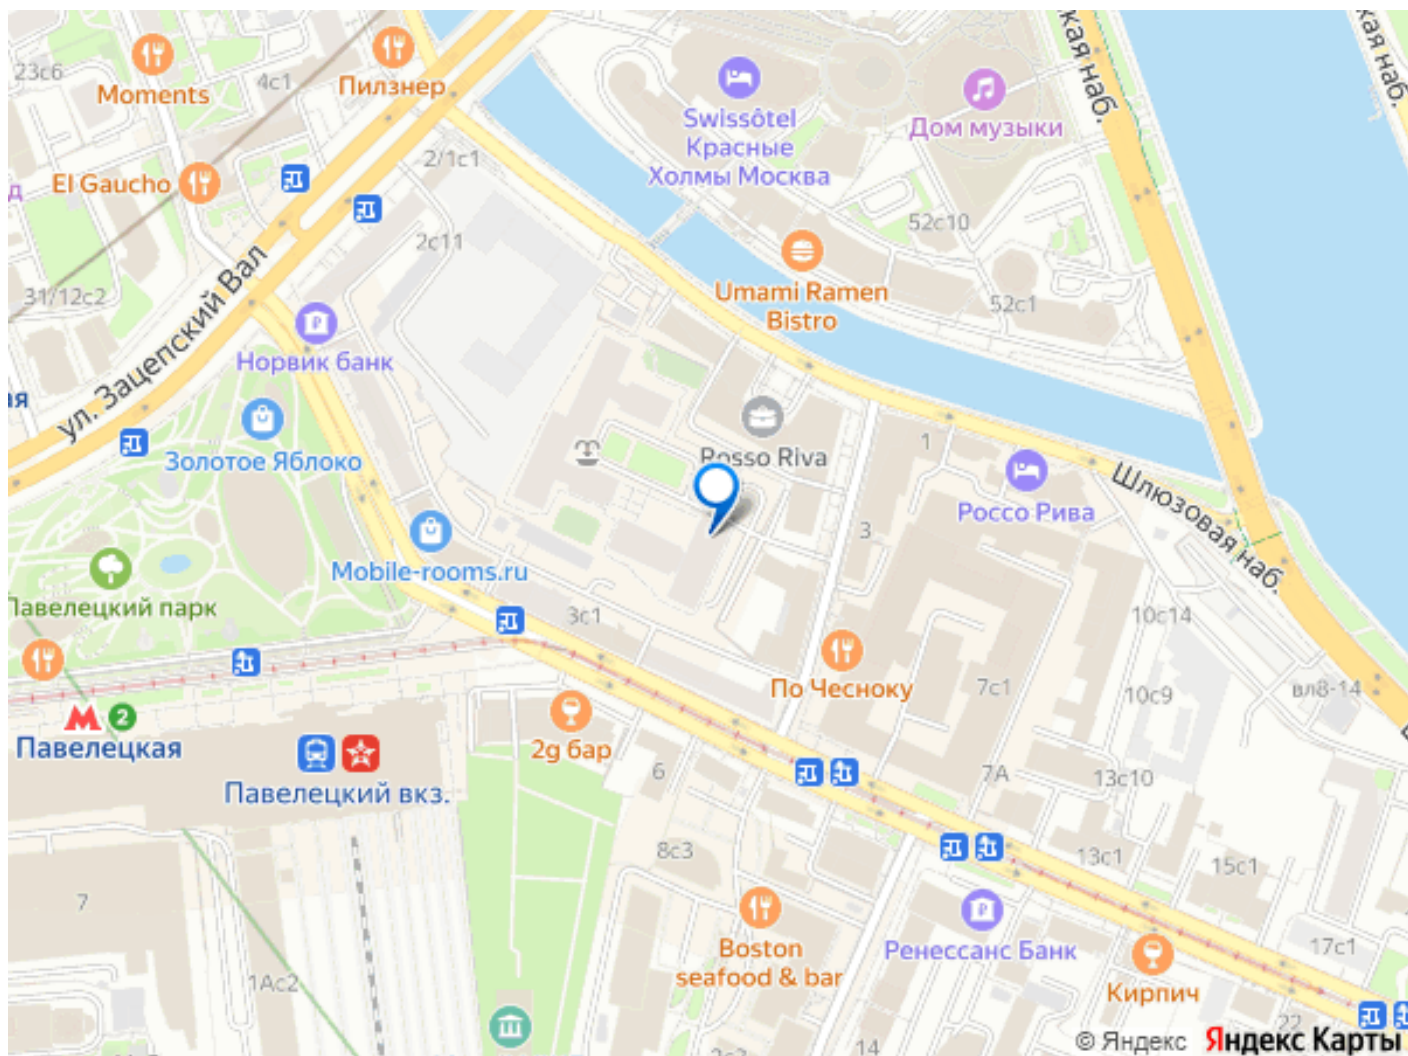 23с6
Moments
4с1
Пилзнер
Swissôtel
Красные
Холмы Москва
Дом музыки
кая наб.
кая наб.
El Gaucho
д
2/1с1
2с11
52с10
52с1
31/12с2
ул. Зацепский Вал
Норвик банк
Umami Ramen
Bistro
ая
Золотое Яблоко
Rosso Riva
1
Россо Рива
Шлюзовая наб.
3
Mobile-rooms.ru
Павелецкий парк
3с1
10с14
По Чесноку
7с1
10с9
вл8-14
М 2
Павелецкая
Павелецкий вкз.
2g бар
6
7А
13с10
8с3
13с1
15с1
7
Boston
seafood & bar
Ренессанс Банк
17с1
1Ас2
Кирпич
22
14
© Яндекс Яндекс Карты